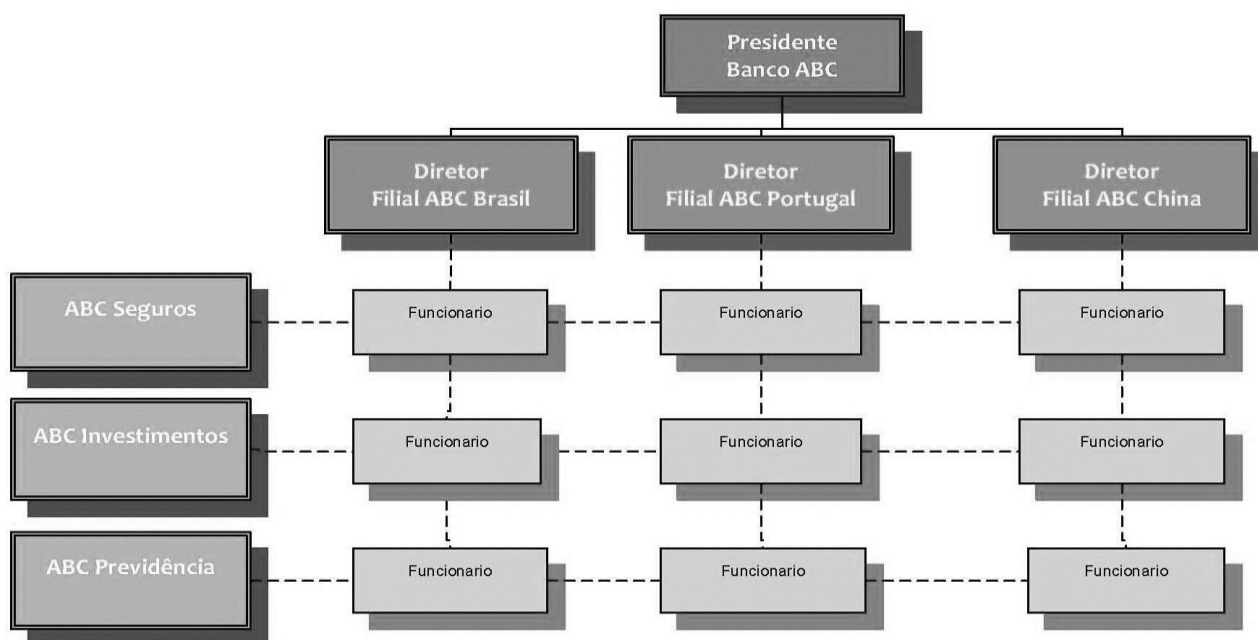 Presidente
Banco ABC
Diretor
Filial ABC Brasil
Diretor
Filial ABC Portugal
Diretor
Filial ABC China
ABC Seguros
Funcionario
Funcionario
Funcionario
ABC Investimentos
Funcionario
Funcionario
Funcionario
ABC Previdência
Funcionario
Funcionario
Funcionario